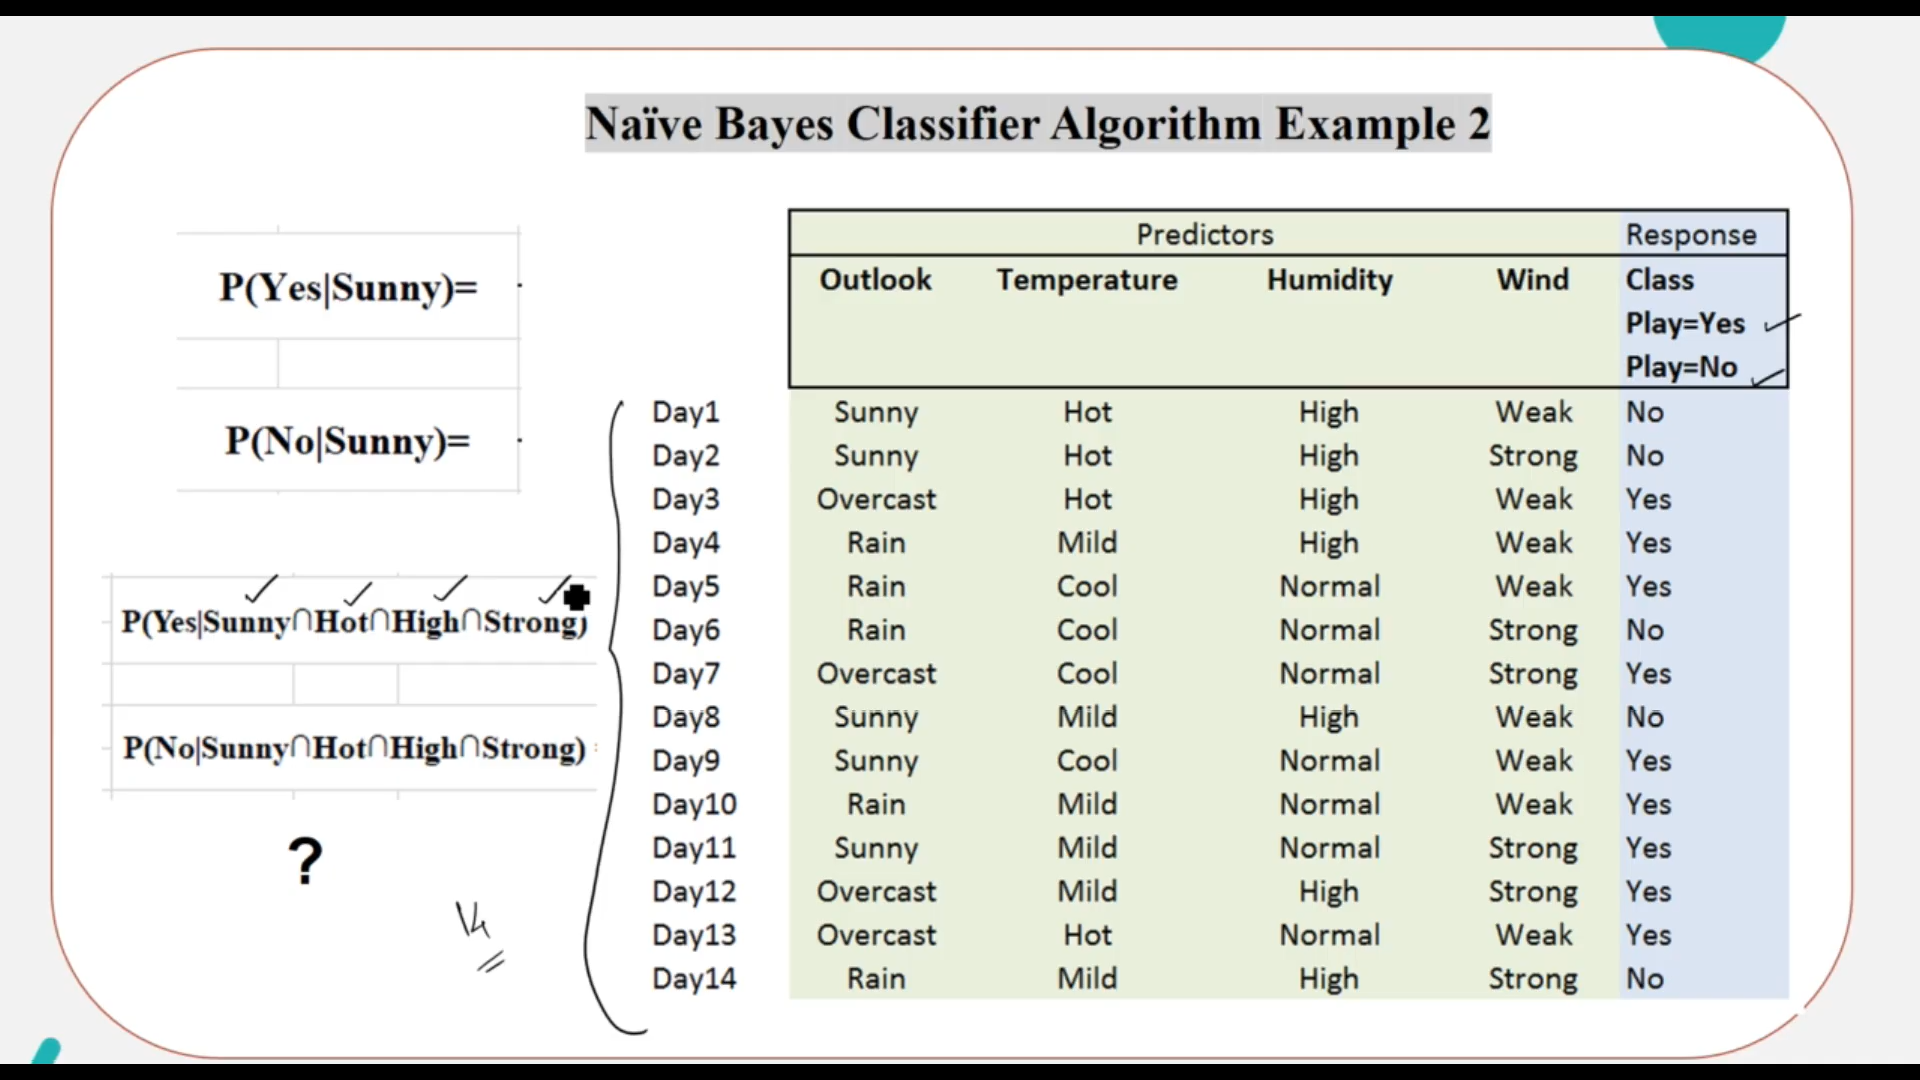 Naïve Bayes Classifier Algorithm Example 2
P(Yes|Sunny)=
P(No|Sunny)=
P(Yes|Sunny∩Hot∩High∩Strong)
P(No|Sunny∩Hot∩High∩Strong)
?
14
Predictors Response
Outlook Temperature Humidity Wind Class
Play=Yes
Play=No
Day1 Sunny Hot High Weak No
Day2 Sunny Hot High Strong No
Day3 Overcast Hot High Weak Yes
Day4 Rain Mild High Weak Yes
Day5 Rain Cool Normal Weak Yes
Day6 Rain Cool Normal Strong No
Day7 Overcast Cool Normal Strong Yes
Day8 Sunny Mild High Weak No
Day9 Sunny Cool Normal Weak Yes
Day10 Rain Mild Normal Weak Yes
Day11 Sunny Mild Normal Strong Yes
Day12 Overcast Mild High Strong Yes
Day13 Overcast Hot Normal Weak Yes
Day14 Rain Mild High Strong No